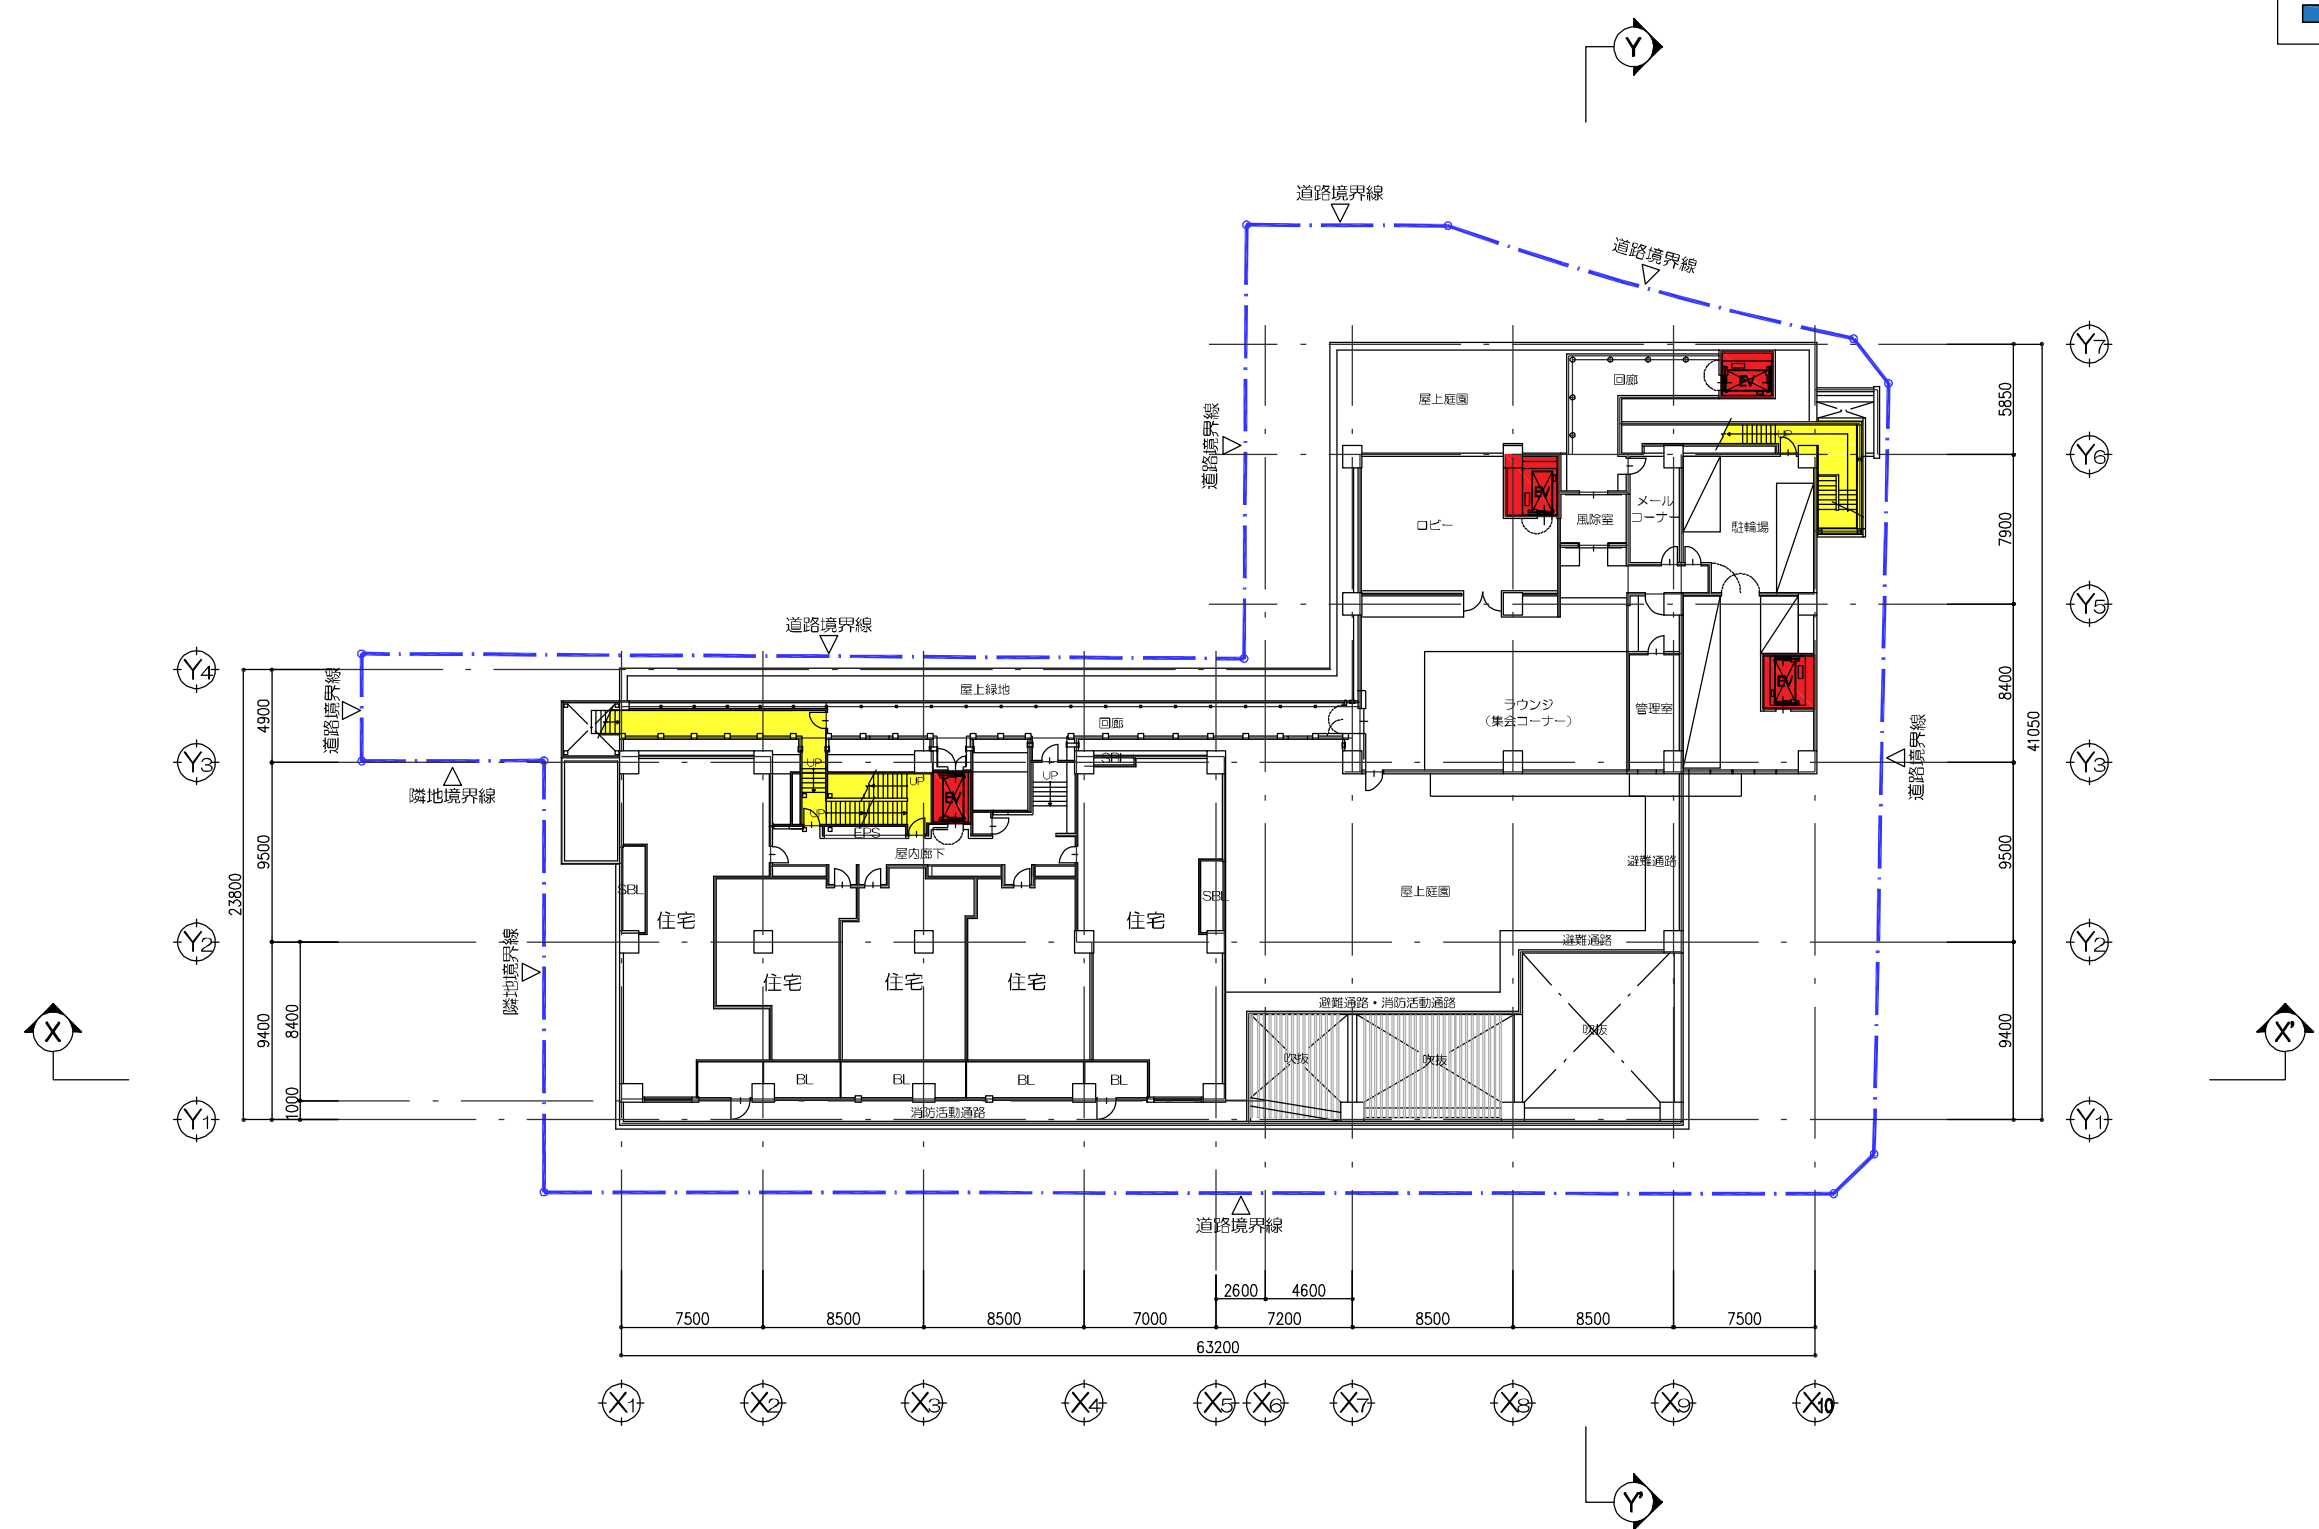 Y
道路境界線
道路境界線
Y7
回廊
EV
屋上庭園
5850
道路境界線
UP
Y6
EV
メール
コーナー
ロビー
風除室
駐輪場
7900
Y5
道路境界線
Y4
道路境界線
屋上緑地
EV
8400
4900
回廊
ラウンジ
(集会コーナー)
管理室
41050
道路境界線
Y3
UP
UP
SBL
UP
EV
UP
EPS
隣地境界線
Y3
9500
屋内廊下
避難通路
9500
23800
SBL
SBL
屋上庭園
住宅
住宅
Y2
隣地境界線
避難通路
Y2
住宅
住宅
住宅
避難通路・消防活動通路
X
9400
8400
吹抜
吹抜
吹抜
9400
X'
BL
BL
BL
BL
1000
消防活動通路
Y1
Y1
道路境界線
2600
4600
7500
8500
8500
7000
7200
8500
8500
7500
63200
X1
X2
X3
X4
X5
X6
X7
X8
X9
X10
Y'